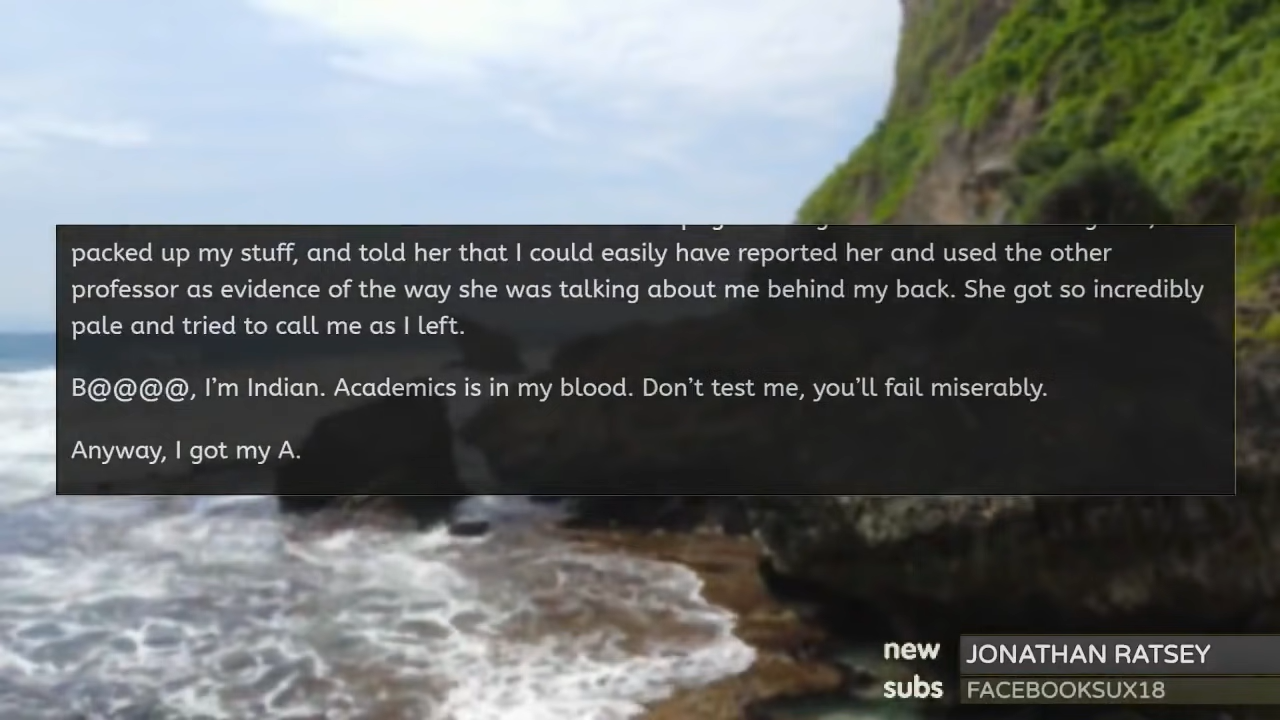 packed up my stuff, and told her that I could easily have reported her and used the other
professor as evidence of the way she was talking about me behind my back. She got so incredibly
pale and tried to call me as I left.
B@@@@, I'm Indian. Academics is in my blood. Don't test me, you'll fail miserably.
Anyway, I got my A.
new JONATHAN RATSEY
subs FACEBOOKSUX18